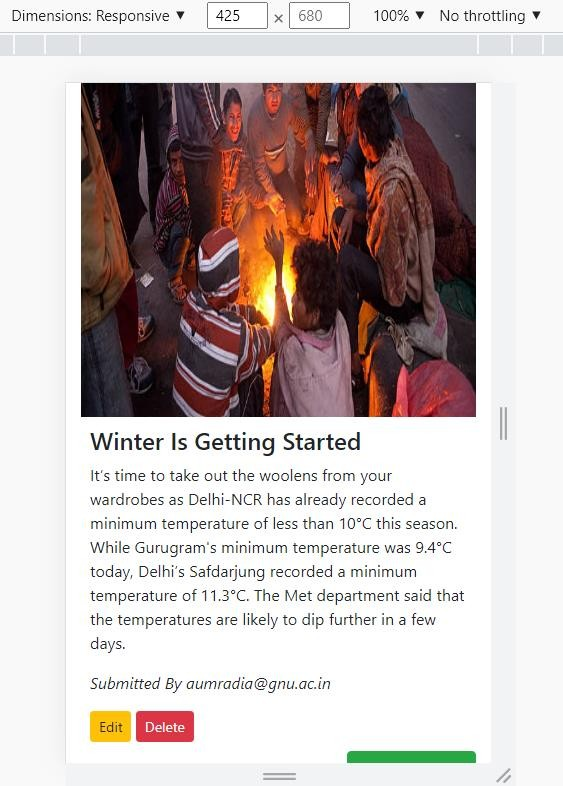 Dimensions: Responsive ▼ 425 × 680 100% ▼ No throttling ▼
Winter Is Getting Started
It's time to take out the woolens from your
wardrobes as Delhi-NCR has already recorded a
minimum temperature of less than 10°C this season.
While Gurugram's minimum temperature was 9.4°C
today, Delhi's Safdarjung recorded a minimum
temperature of 11.3°C. The Met department said that
the temperatures are likely to dip further in a few
days.
Submitted By aumradia@gnu.ac.in
Edit Delete